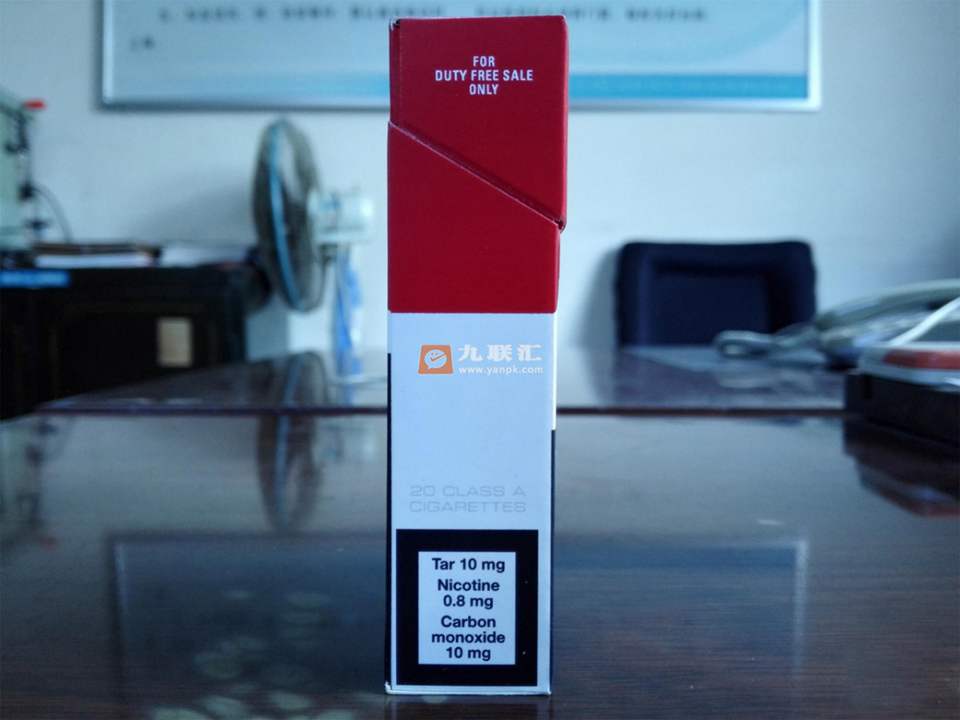 FOR
DUTY FREE SALE
ONLY
九联汇
www.yanpk.com
20 CLASS A
CIGARETTES
Tar 10 mg
Nicotine
0.8 mg
Carbon
monoxide
10 mg